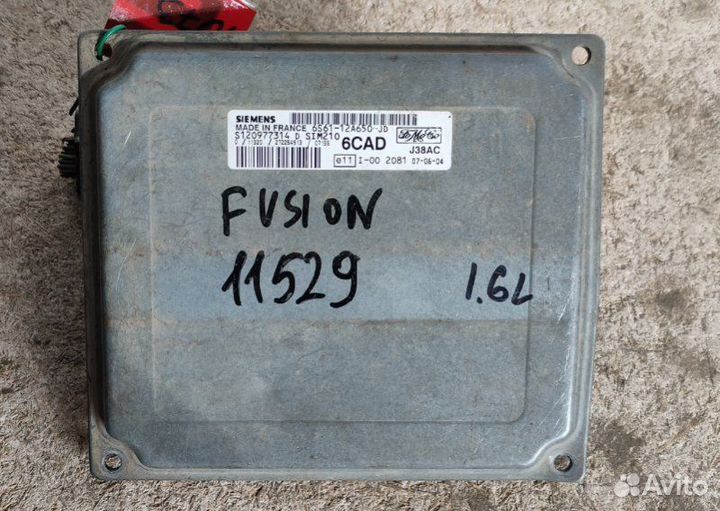 SIEMENS
MADE IN FRANCE 6S61-12A650-JD
S120977314 D SIM210
6CAD
J38AC
e11 I-00 2081 07-06-04
FUSION
11529
1.6L
Avito